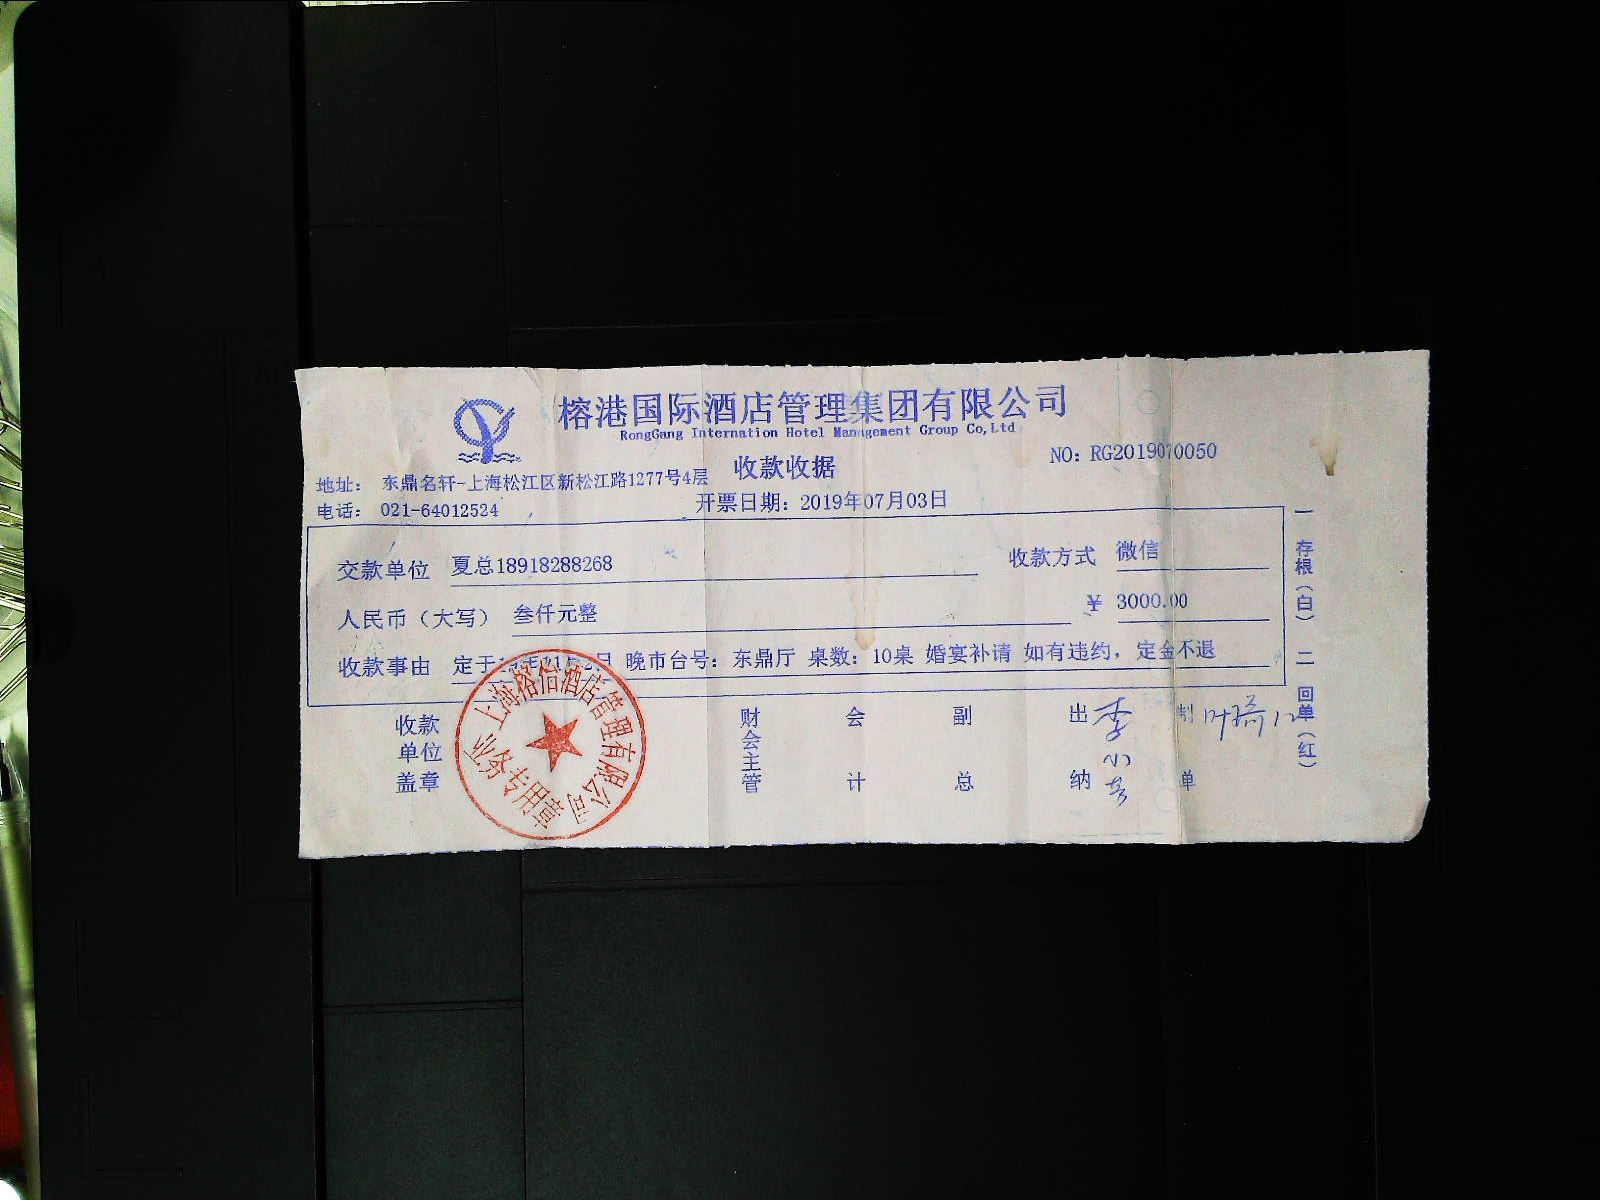 榕港国际酒店管理集团有限公司
RongGang Internation Hotel Management Group Co,Ltd
收款收据
NO: RG2019070050
地址： 东鼎名轩-上海松江区新松江路1277号4层
电话： 021-64012524
开票日期：2019年07月03日
交款单位 夏总18918288268 收款方式 微信
人民币（大写） 叁仟元整 ￥ 3000.00
收款事由 定于 晚市台号：东鼎厅 桌数：10桌 婚宴补请 如有违约，定金不退
收款单位盖章
财会主管 会计 副总 出纳 李 制单 叶
一存根（白） 二回单（红）
上海榕信酒店管理有限公司
业务专用章